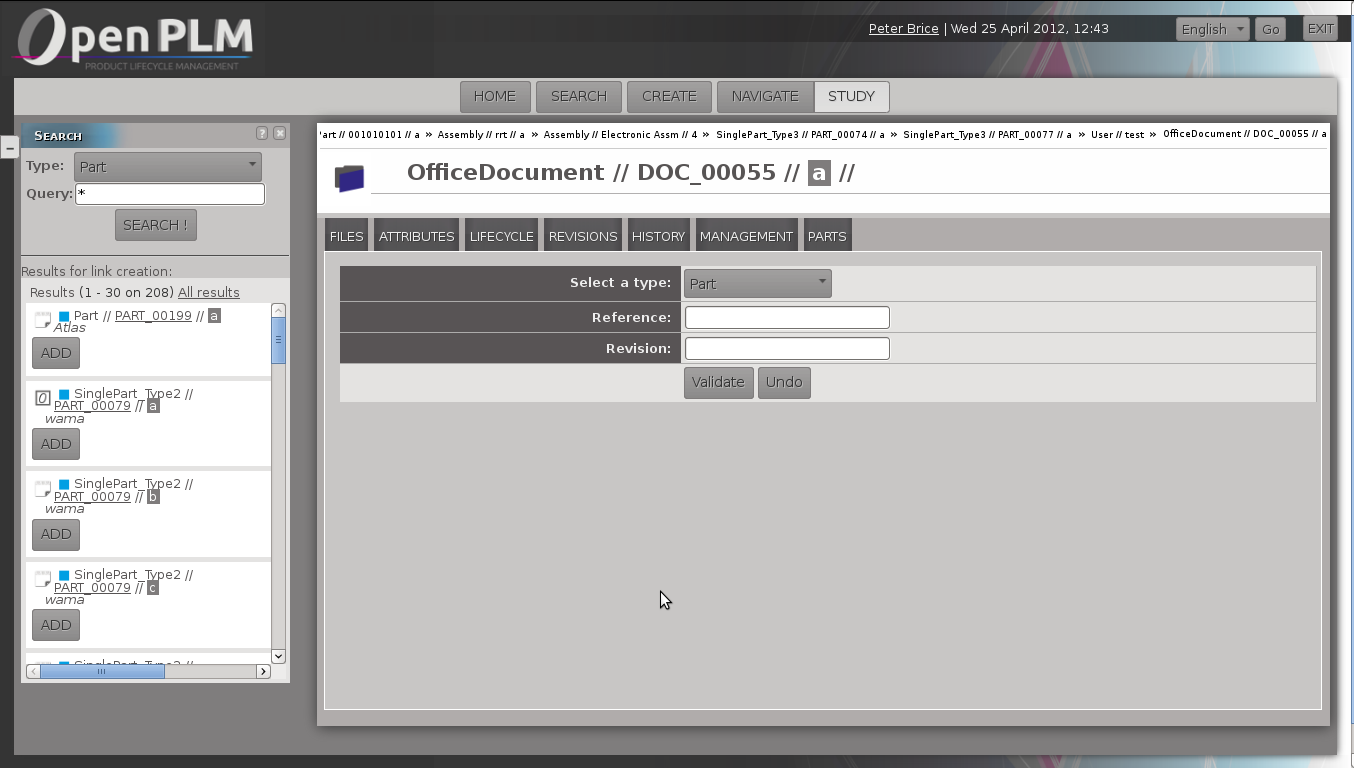 OpenPLM
PRODUCT LIFECYCLE MANAGEMENT
Peter Brice | Wed 25 April 2012, 12:43
English
Go
EXIT
HOME
SEARCH
CREATE
NAVIGATE
STUDY
SEARCH
?
Type: Part
Query: *
SEARCH !
Results for link creation:
Results (1 - 30 on 208) All results
Part // PART_00199 // a
Atlas
ADD
SinglePart_Type2 //
PART_00079 // a
wama
ADD
SinglePart_Type2 //
PART_00079 // b
wama
ADD
SinglePart_Type2 //
PART_00079 // c
wama
ADD
SinglePart_Type2 //
'art // 001010101 // a » Assembly // rrt // a » Assembly // Electronic Assm // 4 » SinglePart_Type3 // PART_00074 // a » SinglePart_Type3 // PART_00077 // a » User // test » OfficeDocument // DOC_00055 // a
OfficeDocument // DOC_00055 // a //
FILES
ATTRIBUTES
LIFECYCLE
REVISIONS
HISTORY
MANAGEMENT
PARTS
Select a type: Part
Reference:
Revision:
Validate
Undo